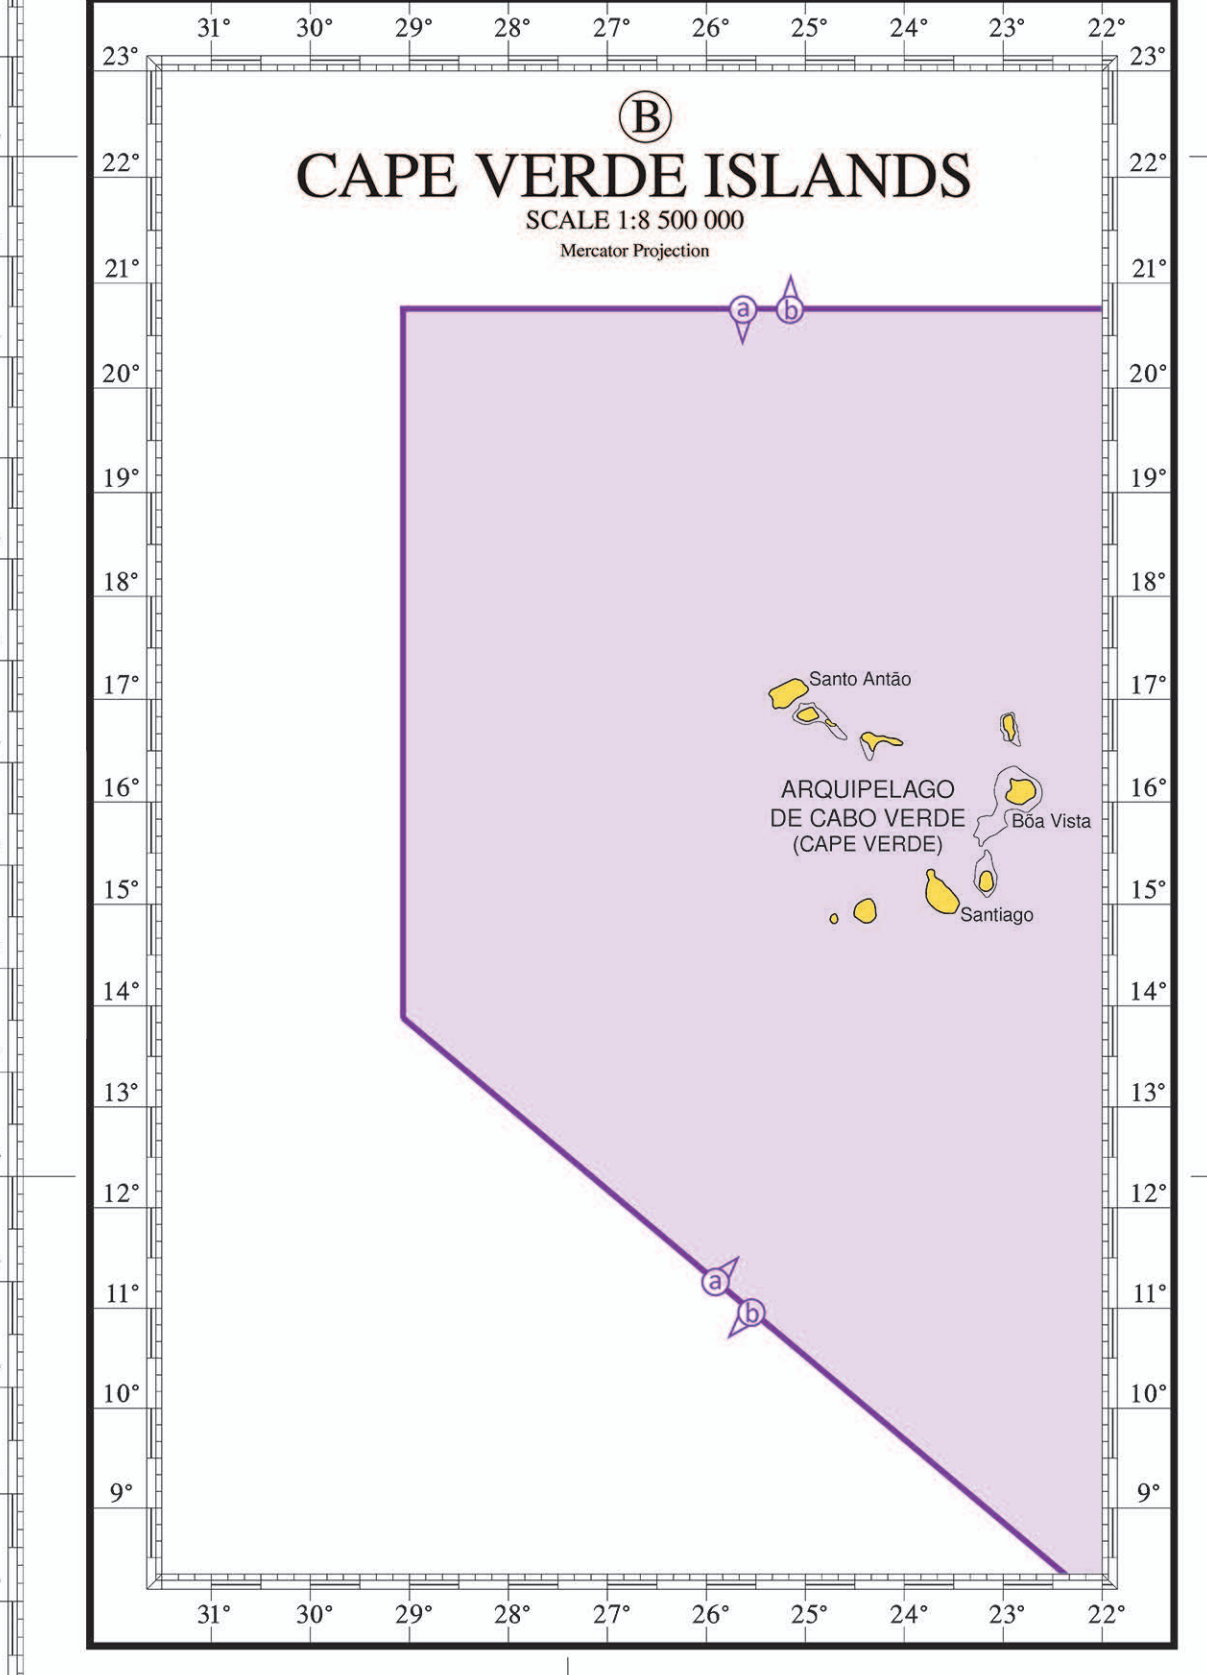 31° 30° 29° 28° 27° 26° 25° 24° 23° 22°
23° 23°
B
22° CAPE VERDE ISLANDS 22°
SCALE 1:8 500 000
Mercator Projection
21° 21°
a b
20° 20°
19° 19°
18° 18°
17° Santo Antão 17°
16° ARQUIPELAGO 16°
DE CABO VERDE Bõa Vista
(CAPE VERDE)
15° 15°
Santiago
14° 14°
13° 13°
12° 12°
a
11° b 11°
10° 10°
9° 9°
31° 30° 29° 28° 27° 26° 25° 24° 23° 22°